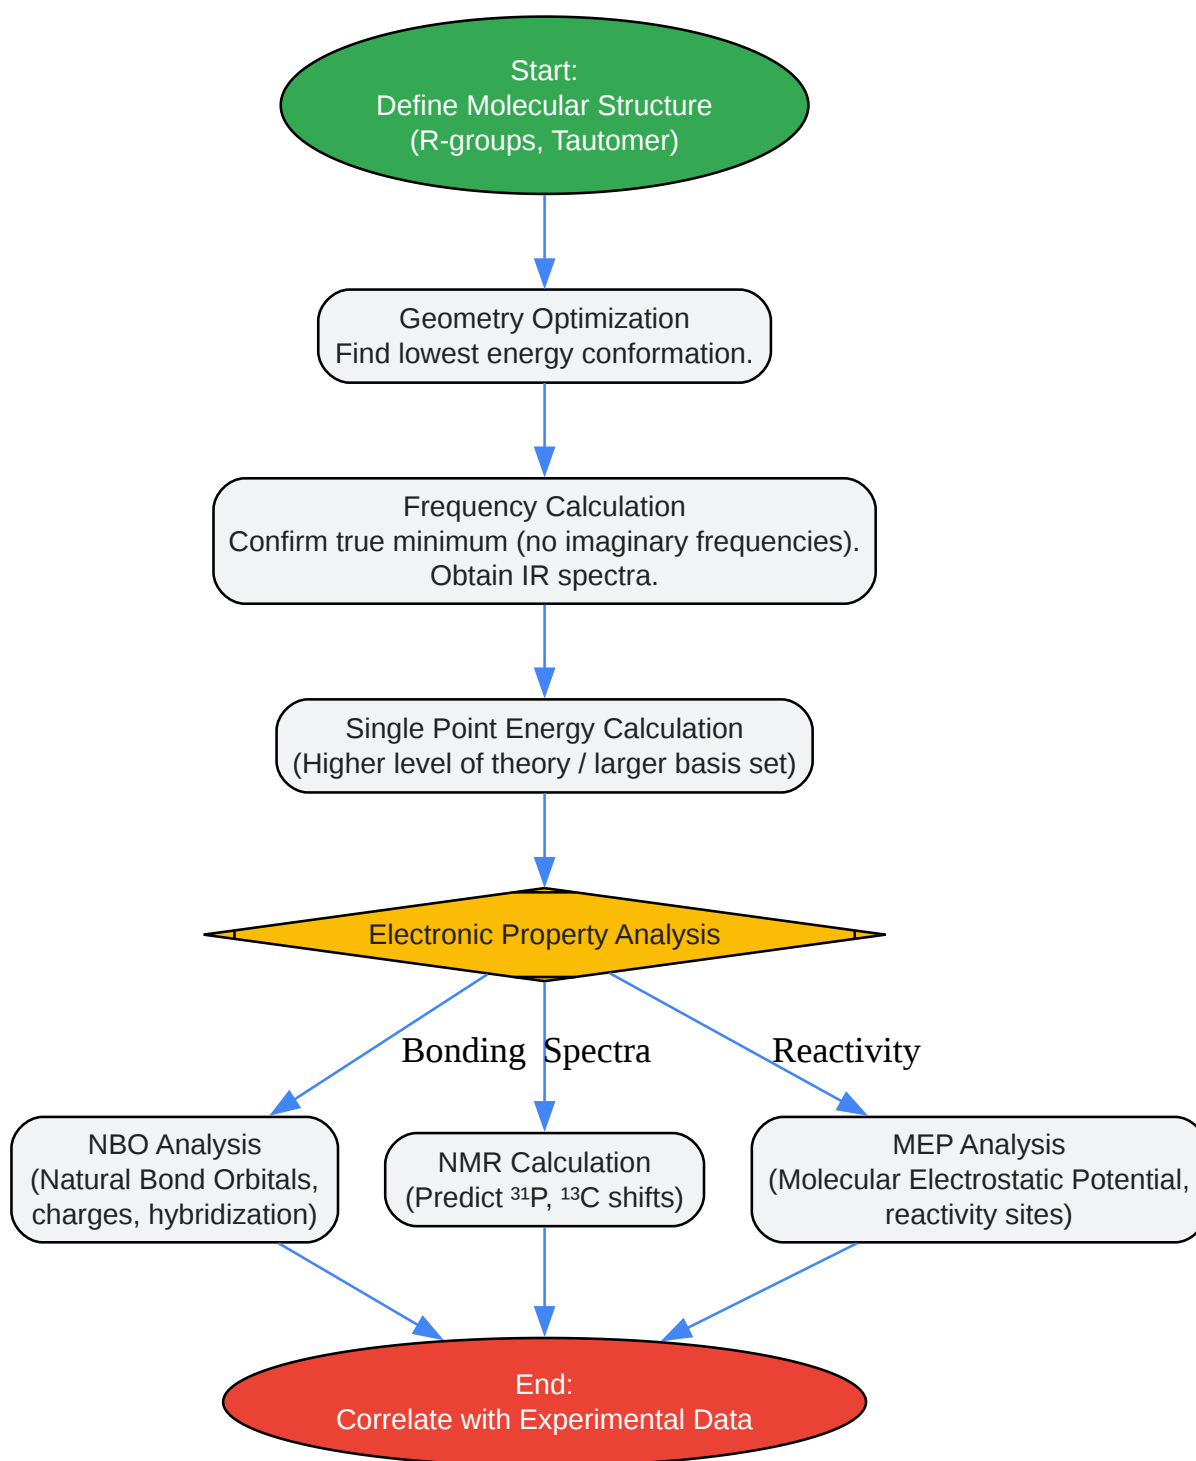 Start:
Define Molecular Structure
(R-groups, Tautomer)
Geometry Optimization
Find lowest energy conformation.
Frequency Calculation
Confirm true minimum (no imaginary frequencies).
Obtain IR spectra.
Single Point Energy Calculation
(Higher level of theory / larger basis set)
Electronic Property Analysis
Bonding
Spectra
Reactivity
NBO Analysis
(Natural Bond Orbitals,
charges, hybridization)
NMR Calculation
(Predict ³¹P, ¹³C shifts)
MEP Analysis
(Molecular Electrostatic Potential,
reactivity sites)
End:
Correlate with Experimental Data